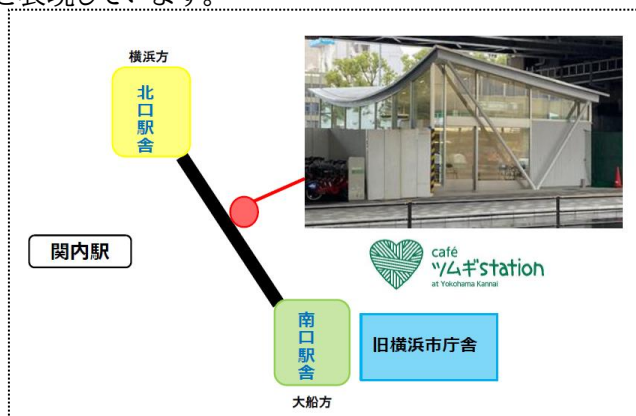 と表現しています。
横浜方
北口駅舎
関内駅
café
ツムギstation
at Yokohama Kannai
南口駅舎
旧横浜市庁舎
大船方